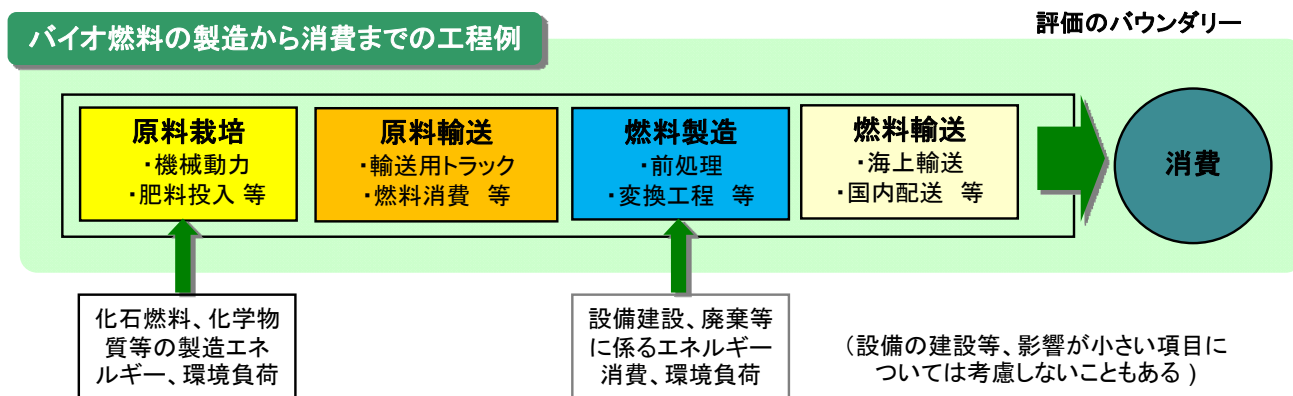 評価のバウンダリー
バイオ燃料の製造から消費までの工程例
原料栽培
・機械動力
・肥料投入 等
原料輸送
・輸送用トラック
・燃料消費 等
燃料製造
・前処理
・変換工程 等
燃料輸送
・海上輸送
・国内配送 等
消費
化石燃料、化学物
質等の製造エネ
ルギー、環境負荷
設備建設、廃棄等
に係るエネルギー
消費、環境負荷
（設備の建設等、影響が小さい項目に
ついては考慮しないこともある )